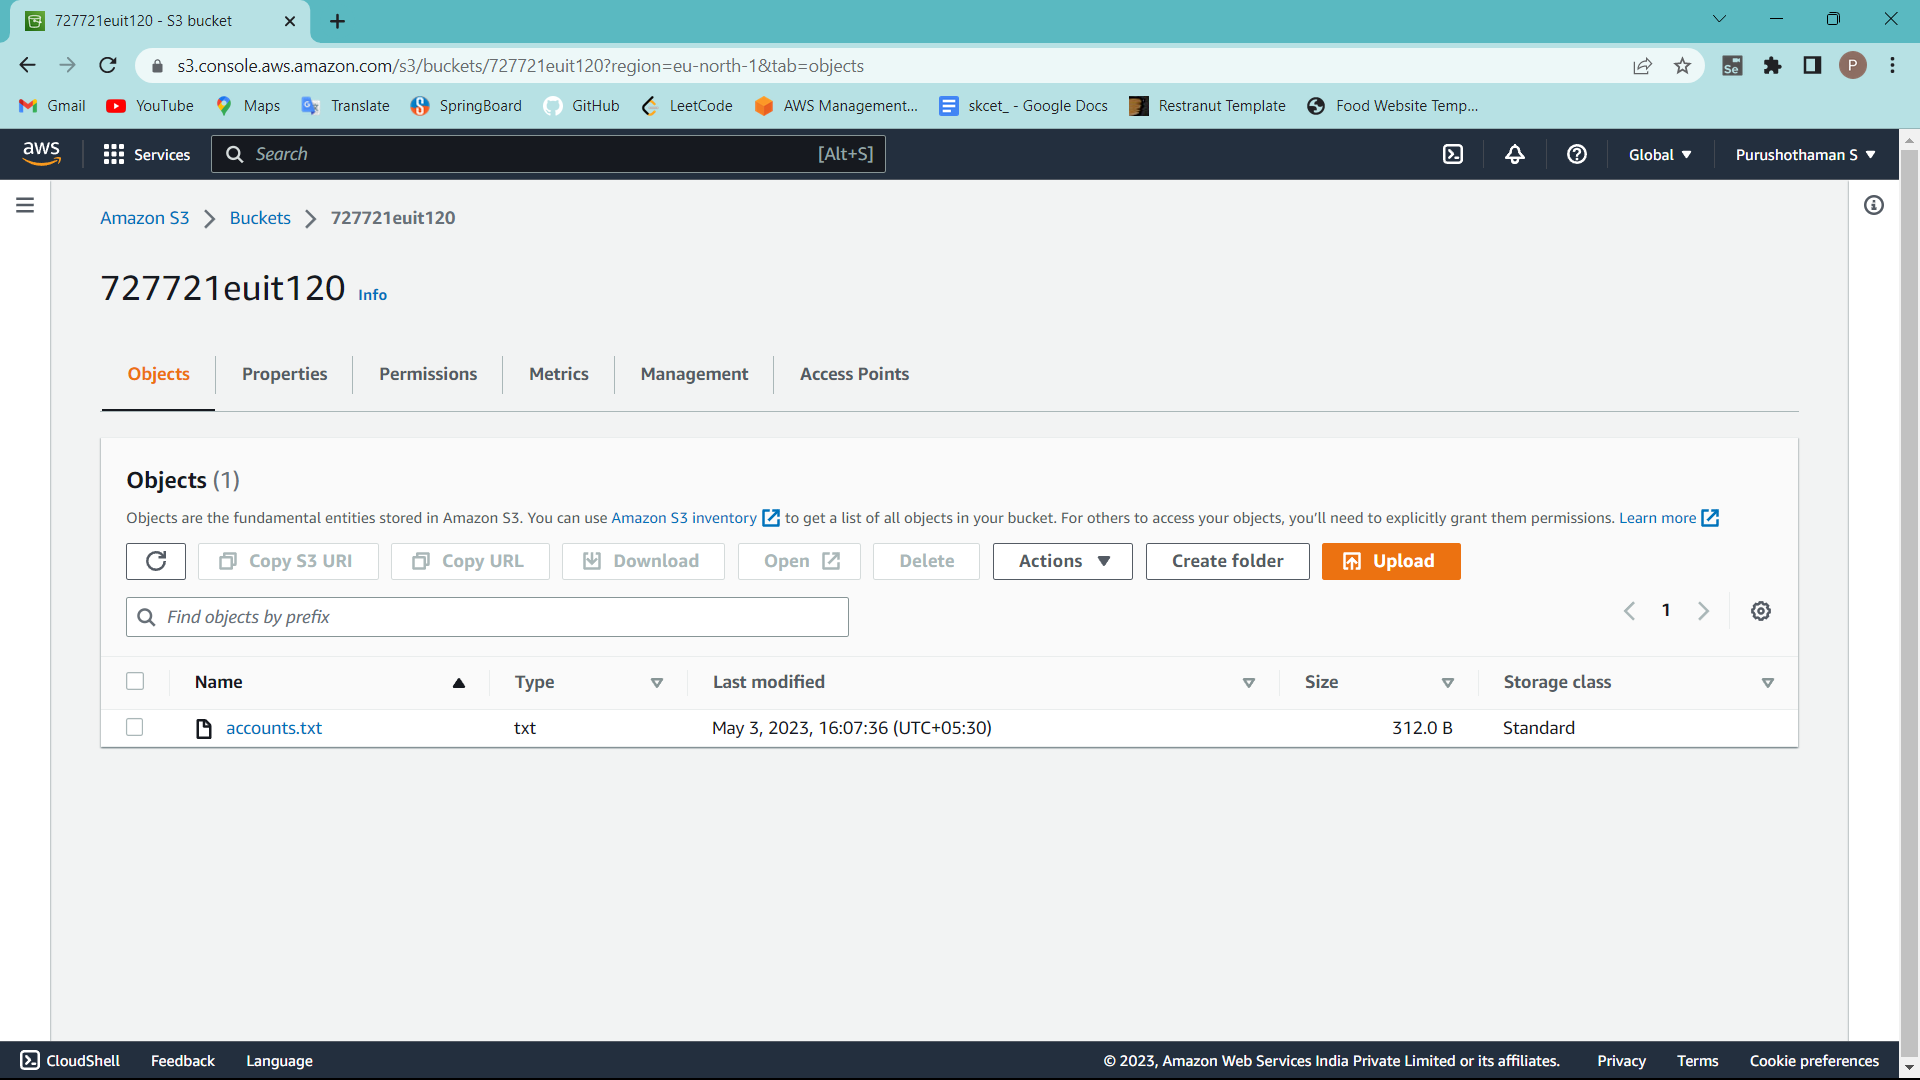 727721euit120 - S3 bucket
s3.console.aws.amazon.com/s3/buckets/727721euit120?region=eu-north-1&tab=objects
Se
P
Gmail YouTube Maps Translate SpringBoard GitHub LeetCode AWS Management... skcet_ - Google Docs Restranut Template Food Website Temp...
aws Services Search [Alt+S] Global Purushothaman S
Amazon S3 Buckets 727721euit120
727721euit120 Info
Objects Properties Permissions Metrics Management Access Points
Objects (1)
Objects are the fundamental entities stored in Amazon S3. You can use Amazon S3 inventory to get a list of all objects in your bucket. For others to access your objects, you'll need to explicitly grant them permissions. Learn more
Copy S3 URI Copy URL Download Open Delete Actions Create folder Upload
Find objects by prefix 1
Name Type Last modified Size Storage class
accounts.txt txt May 3, 2023, 16:07:36 (UTC+05:30) 312.0 B Standard
CloudShell Feedback Language © 2023, Amazon Web Services India Private Limited or its affiliates. Privacy Terms Cookie preferences